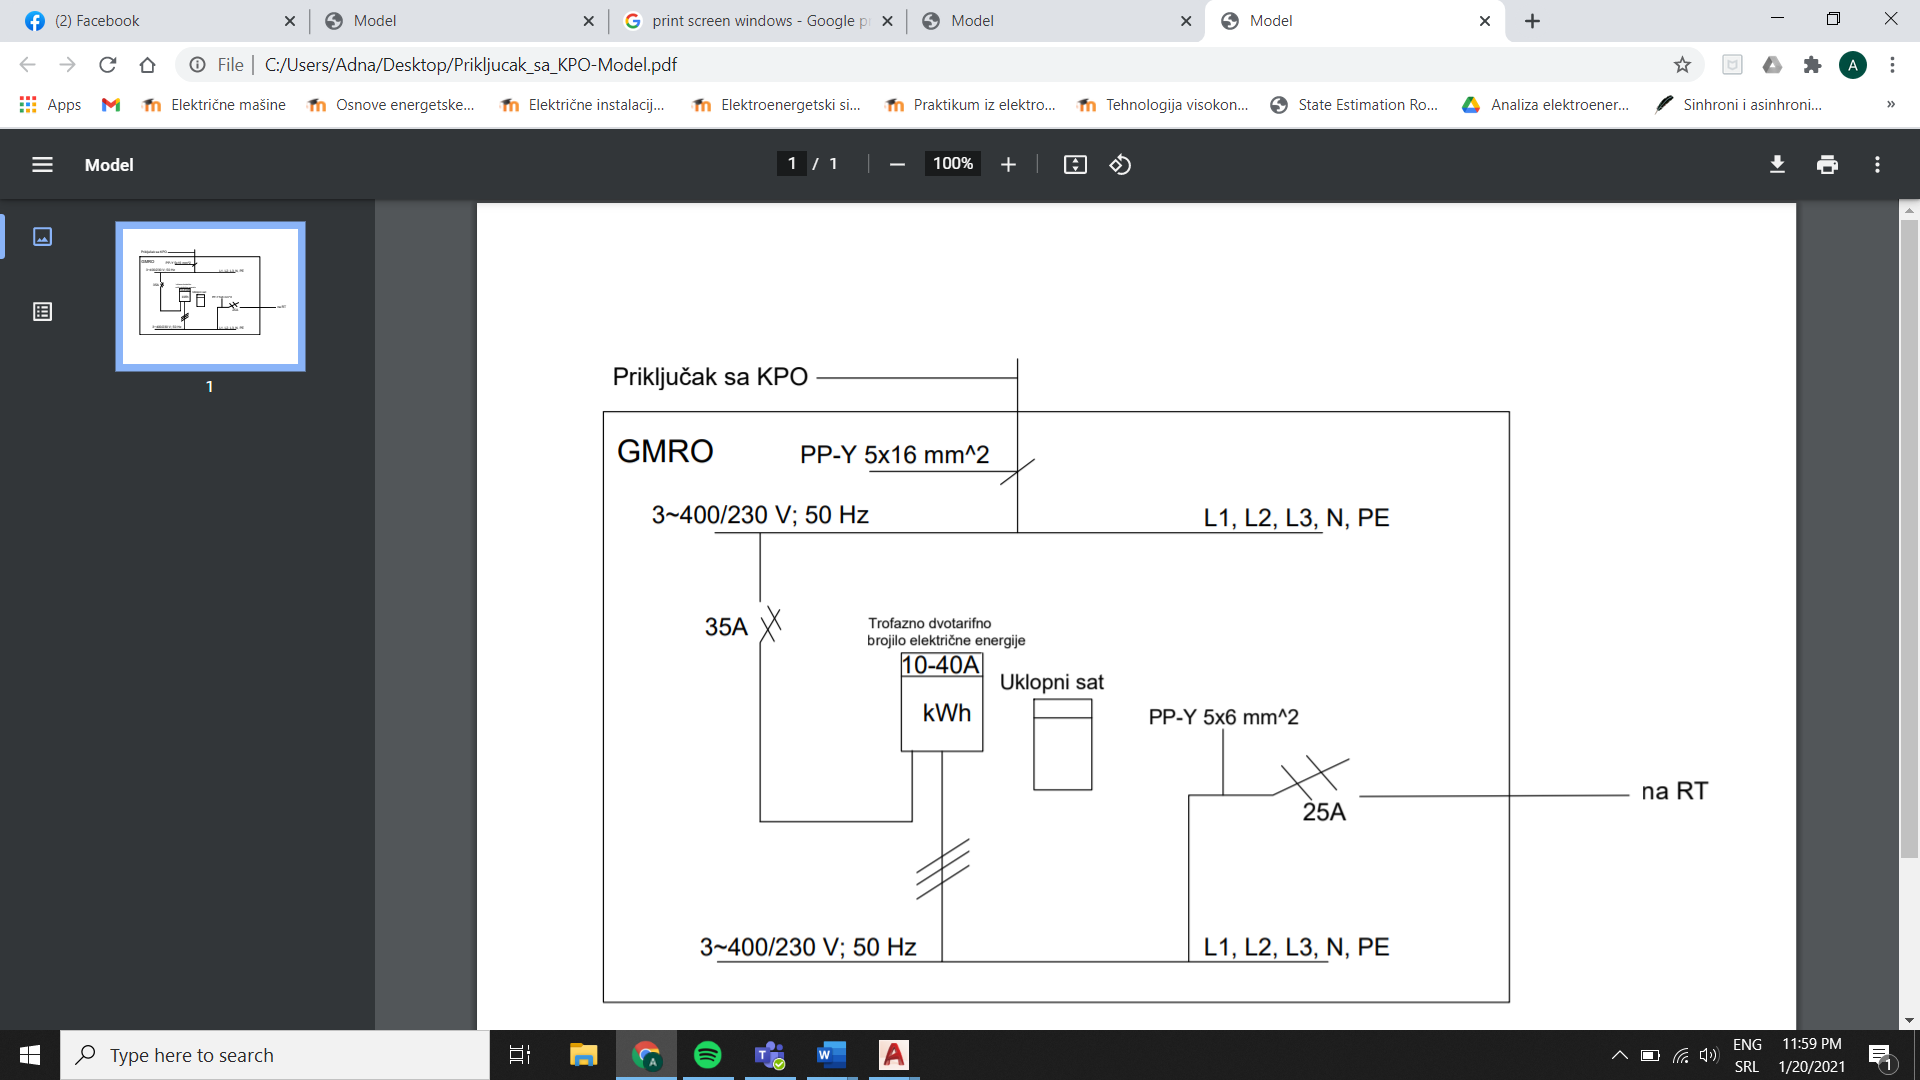 (2) Facebook
Model
print screen windows - Google pr
Model
Model
File
C:/Users/Adna/Desktop/Prikljucak_sa_KPO-Model.pdf
A
Apps
Električne mašine
Osnove energetske...
Električne instalacij...
Elektroenergetski si...
Praktikum iz elektro...
Tehnologija visokon...
State Estimation Ro...
Analiza elektroener...
Sinhroni i asinhroni...
»
Model
1 / 1
100%
1
Priključak sa KPO
GMRO
PP-Y 5x16 mm^2
3~400/230 V; 50 Hz
L1, L2, L3, N, PE
35A
Trofazno dvotarifno
brojilo električne energije
10-40A
kWh
Uklopni sat
PP-Y 5x6 mm^2
25A
na RT
3~400/230 V; 50 Hz
L1, L2, L3, N, PE
Type here to search
ENG
SRL
11:59 PM
1/20/2021
1